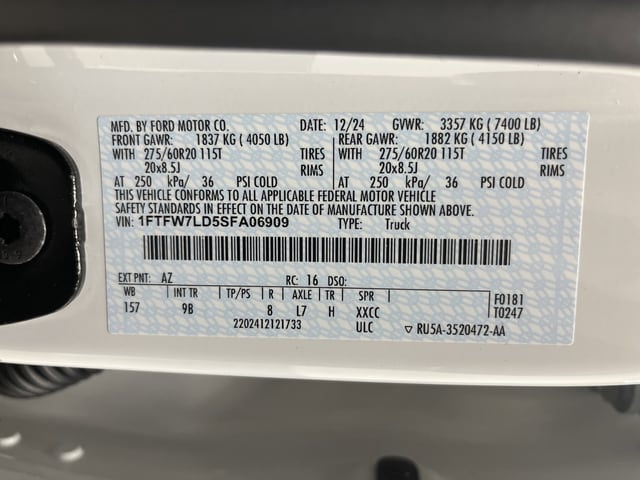 MFD. BY FORD MOTOR CO. DATE: 12/24 GVWR: 3357 KG ( 7400 LB)
FRONT GAWR: 1837 KG ( 4050 LB) REAR GAWR: 1882 KG ( 4150 LB)
WITH 275/60R20 115T TIRES WITH 275/60R20 115T TIRES
20x8.5J RIMS 20x8.5J RIMS
AT 250 kPa/ 36 PSI COLD AT 250 kPa/ 36 PSI COLD
THIS VEHICLE CONFORMS TO ALL APPLICABLE FEDERAL MOTOR VEHICLE
SAFETY STANDARDS IN EFFECT ON THE DATE OF MANUFACTURE SHOWN ABOVE.
VIN: 1FTFW7LD5SFA06909 TYPE: Truck
EXT PNT: AZ RC: 16 DSO:
WB INT TR TP/PS R AXLE TR SPR F0181
157 9B 8 L7 H XXCC T0247
2202412121733 ULC ▽ RU5A-3520472-AA